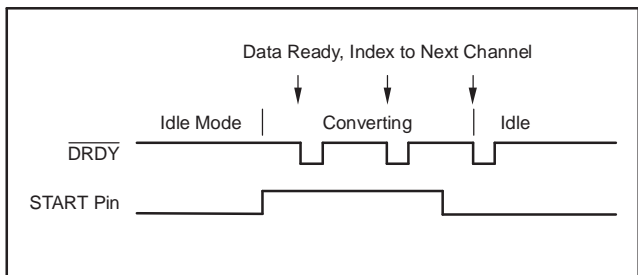 Data Ready, Index to Next Channel
Idle Mode Converting Idle
DRDY
START Pin